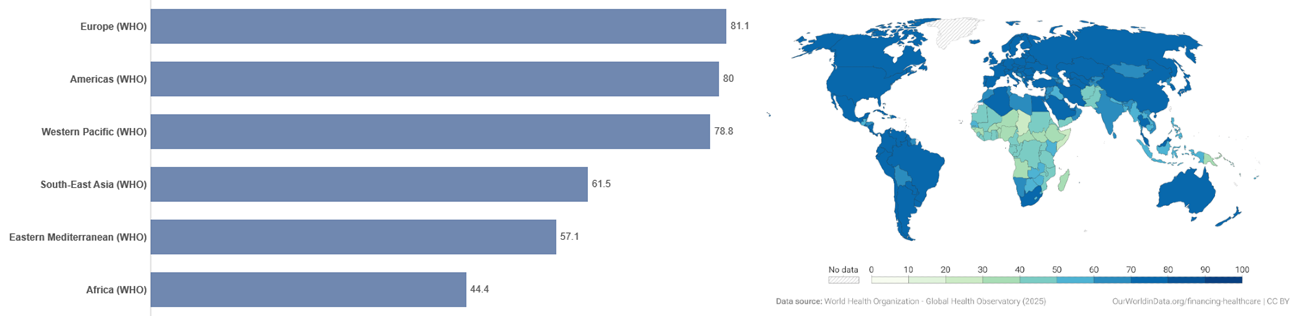 Europe (WHO) 81.1
Americas (WHO) 80
Western Pacific (WHO) 78.8
South-East Asia (WHO) 61.5
Eastern Mediterranean (WHO) 57.1
Africa (WHO) 44.4
No data 0 10 20 30 40 50 60 70 80 90 100
Data source: World Health Organization - Global Health Observatory (2025) OurWorldinData.org/financing-healthcare | CC BY